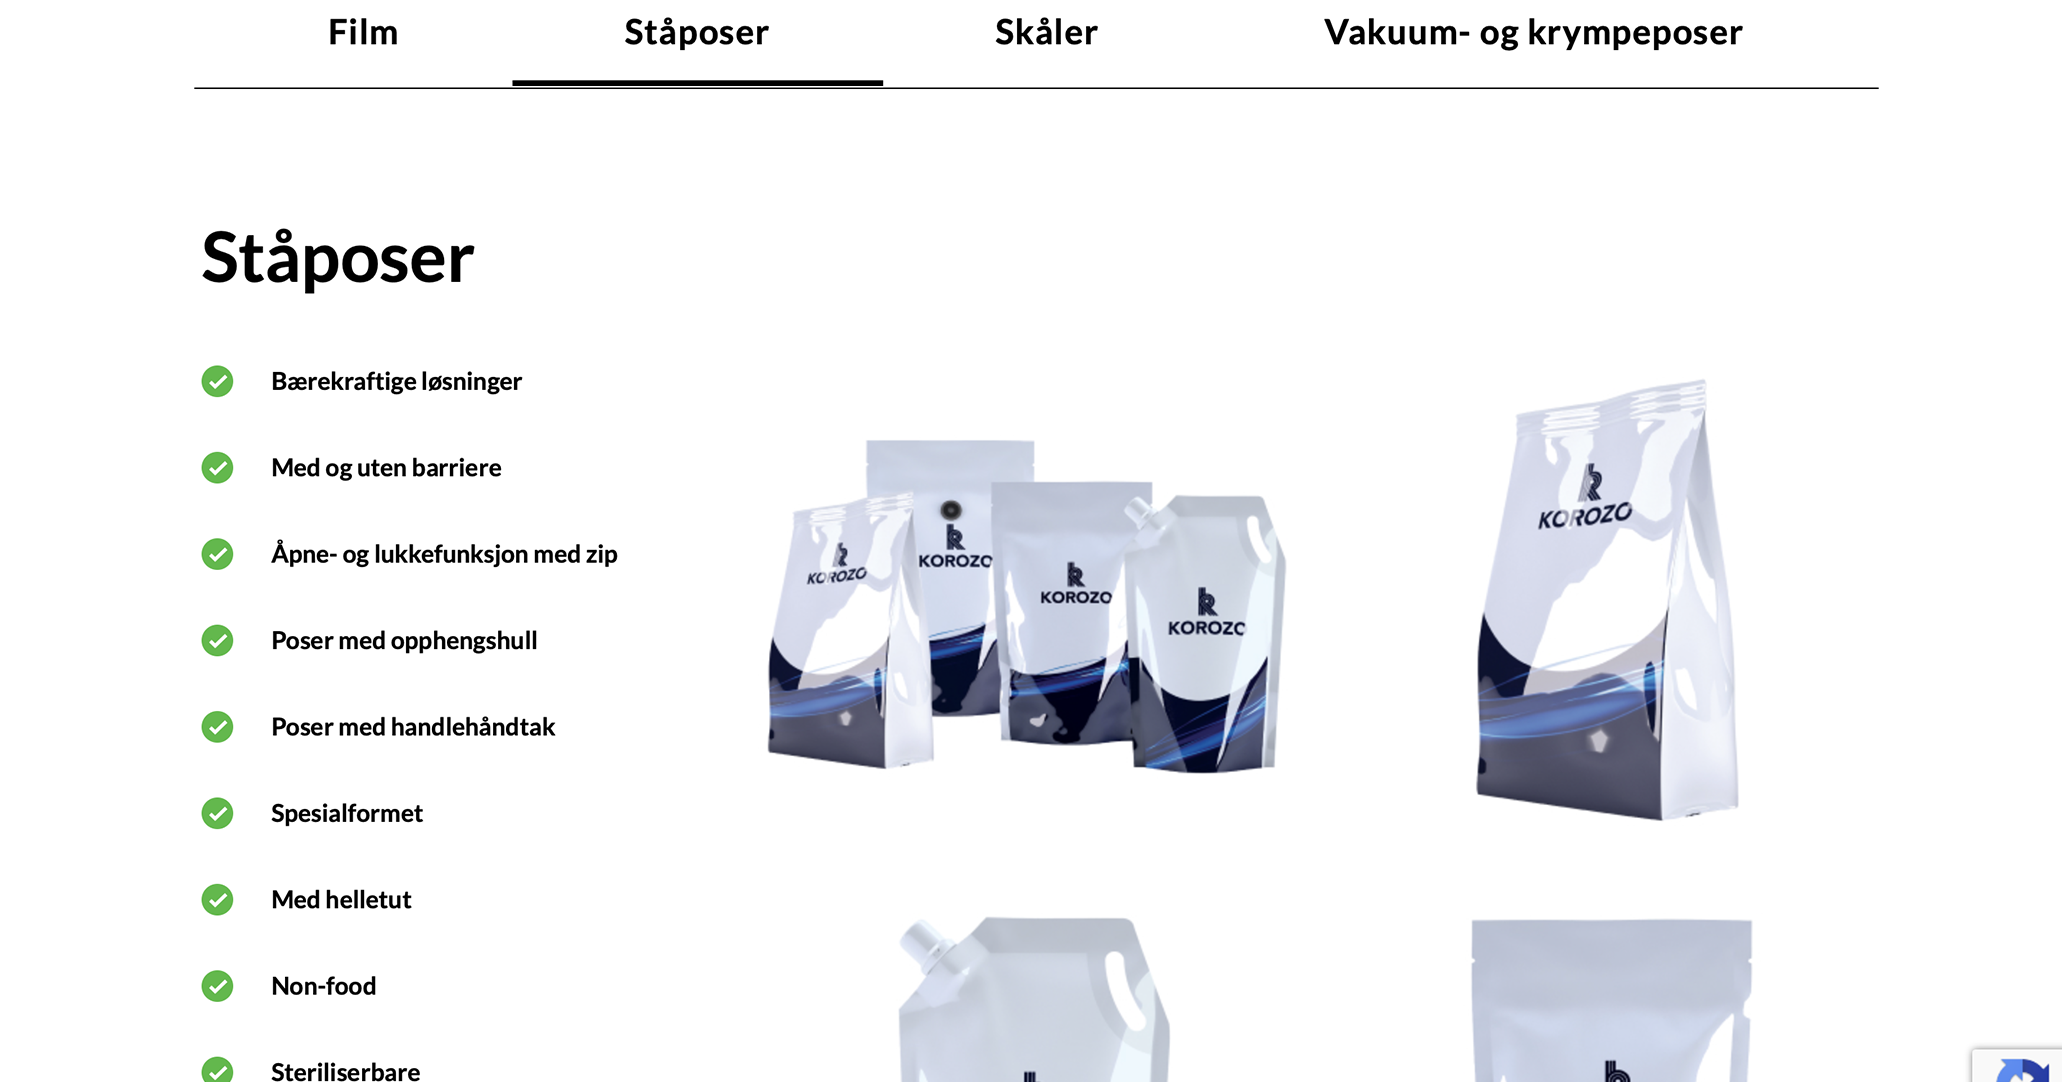 Film
Ståposer
Skåler
Vakuum- og krympeposer
Ståposer
Bærekraftige løsninger
Med og uten barriere
Åpne- og lukkefunksjon med zip
Poser med opphengshull
Poser med handlehåndtak
Spesialformet
Med helletut
Non-food
Steriliserbare
KOROZO
KOROZO
KOROZO
KOROZO
KOROZO